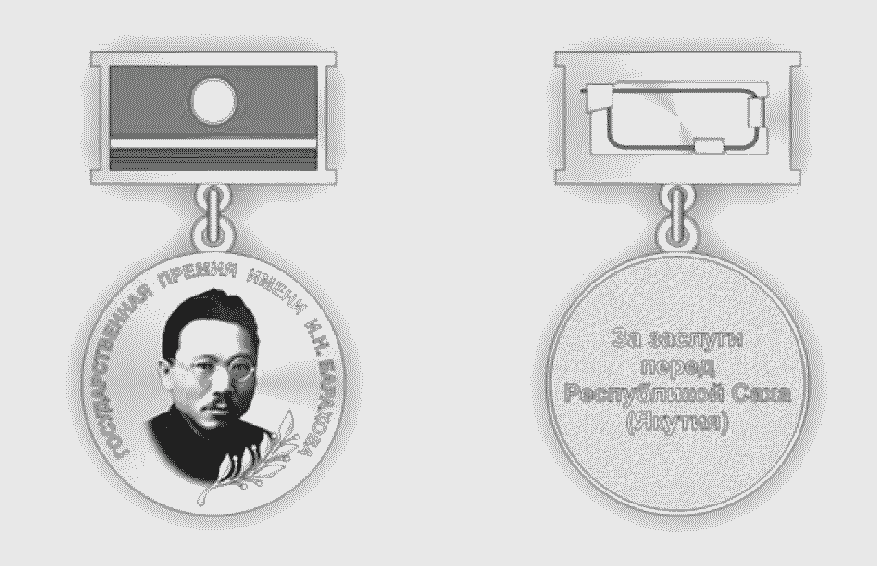 ГОСУДАРСТВЕННАЯ ПРЕМИЯ ИМЕНИ И.Н. БАРАХОВА
За заслуги
перед
Республикой Саха
(Якутия)